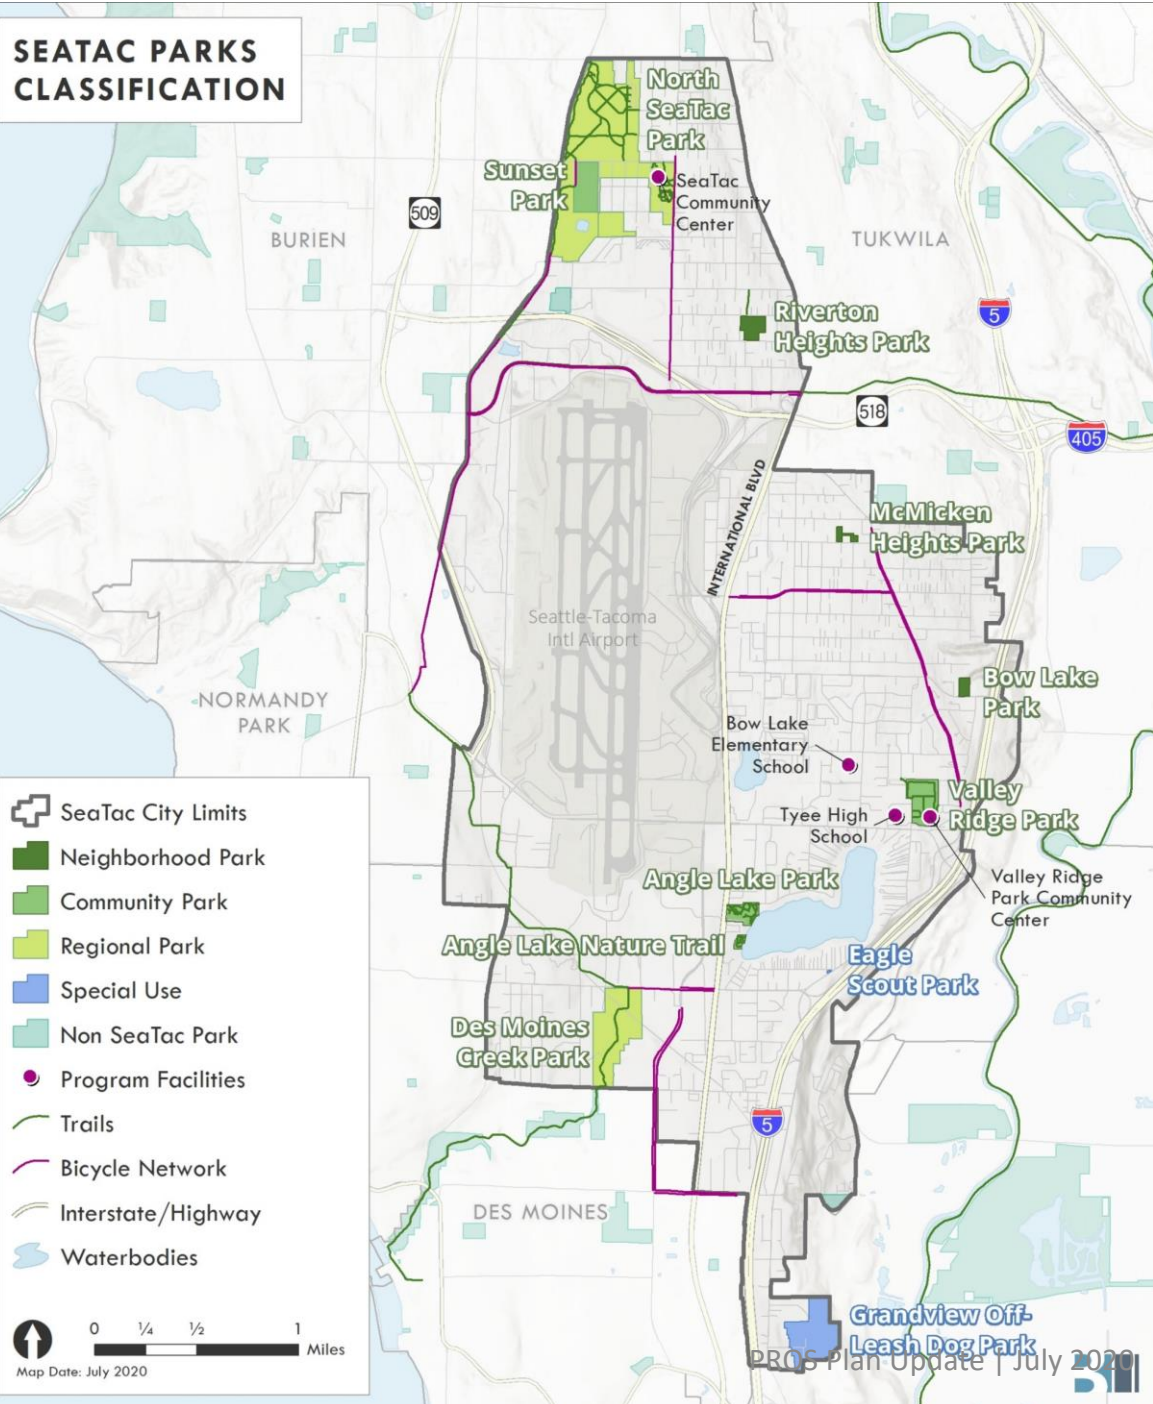 SEATAC PARKS
CLASSIFICATION
North
SeaTac
Park
Sunset
Park
SeaTac
Community
Center
509
BURIEN
TUKWILA
5
Riverton
Heights Park
518
405
INTERNATIONAL BLVD
McMicken
Heights Park
Seattle-Tacoma
Intl Airport
NORMANDY
PARK
Bow Lake
Park
Bow Lake
Elementary
School
Valley
Ridge Park
Tyee High
School
Valley Ridge
Park Community
Center
Angle Lake Park
Angle Lake Nature Trail
Eagle
Scout Park
Des Moines
Creek Park
5
DES MOINES
Grandview Off-
Leash Dog Park
SeaTac City Limits
Neighborhood Park
Community Park
Regional Park
Special Use
Non SeaTac Park
Program Facilities
Trails
Bicycle Network
Interstate/Highway
Waterbodies
0 ¼ ½ 1
Miles
Map Date: July 2020
PROS Plan Update | July 2020